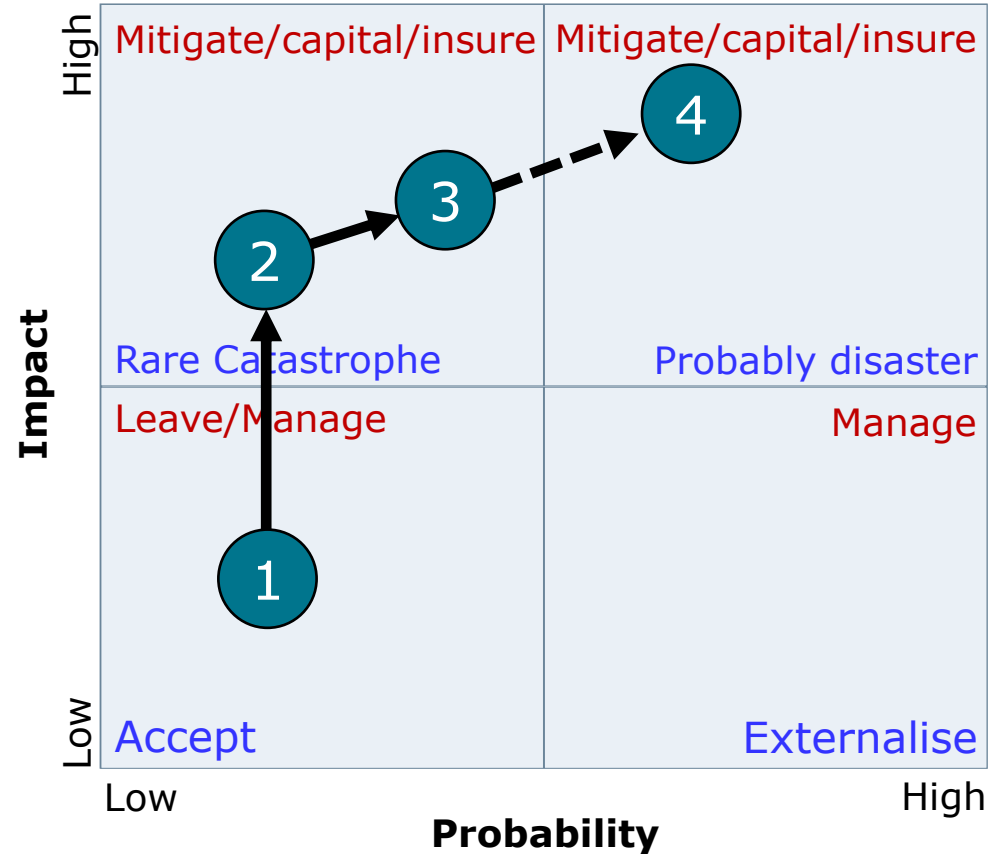 High
Mitigate/capital/insure
Mitigate/capital/insure
4
3
2
Impact
Rare Catastrophe
Probably disaster
Leave/Manage
Manage
1
Low
Accept
Externalise
Low
High
Probability